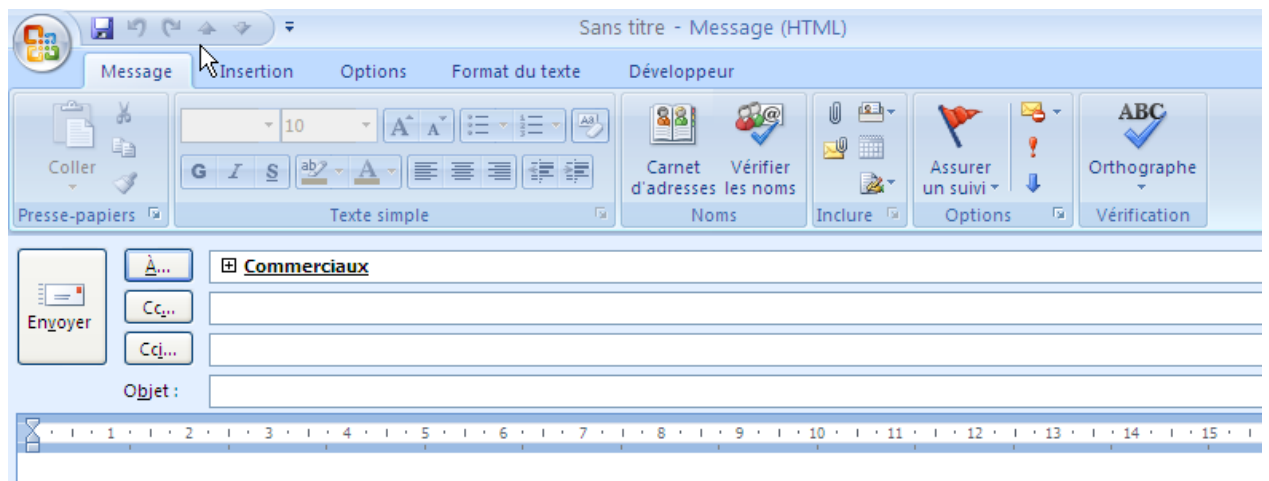 Sans titre - Message (HTML)
Message Insertion Options Format du texte Développeur
10 A A
Coller G I S ab A Carnet d'adresses Vérifier les noms Assurer un suivi ABC Orthographe
Presse-papiers Texte simple Noms Inclure Options Vérification
Envoyer
À... Commerciaux
Cc...
Cci...
Objet :
1 2 3 4 5 6 7 8 9 10 11 12 13 14 15